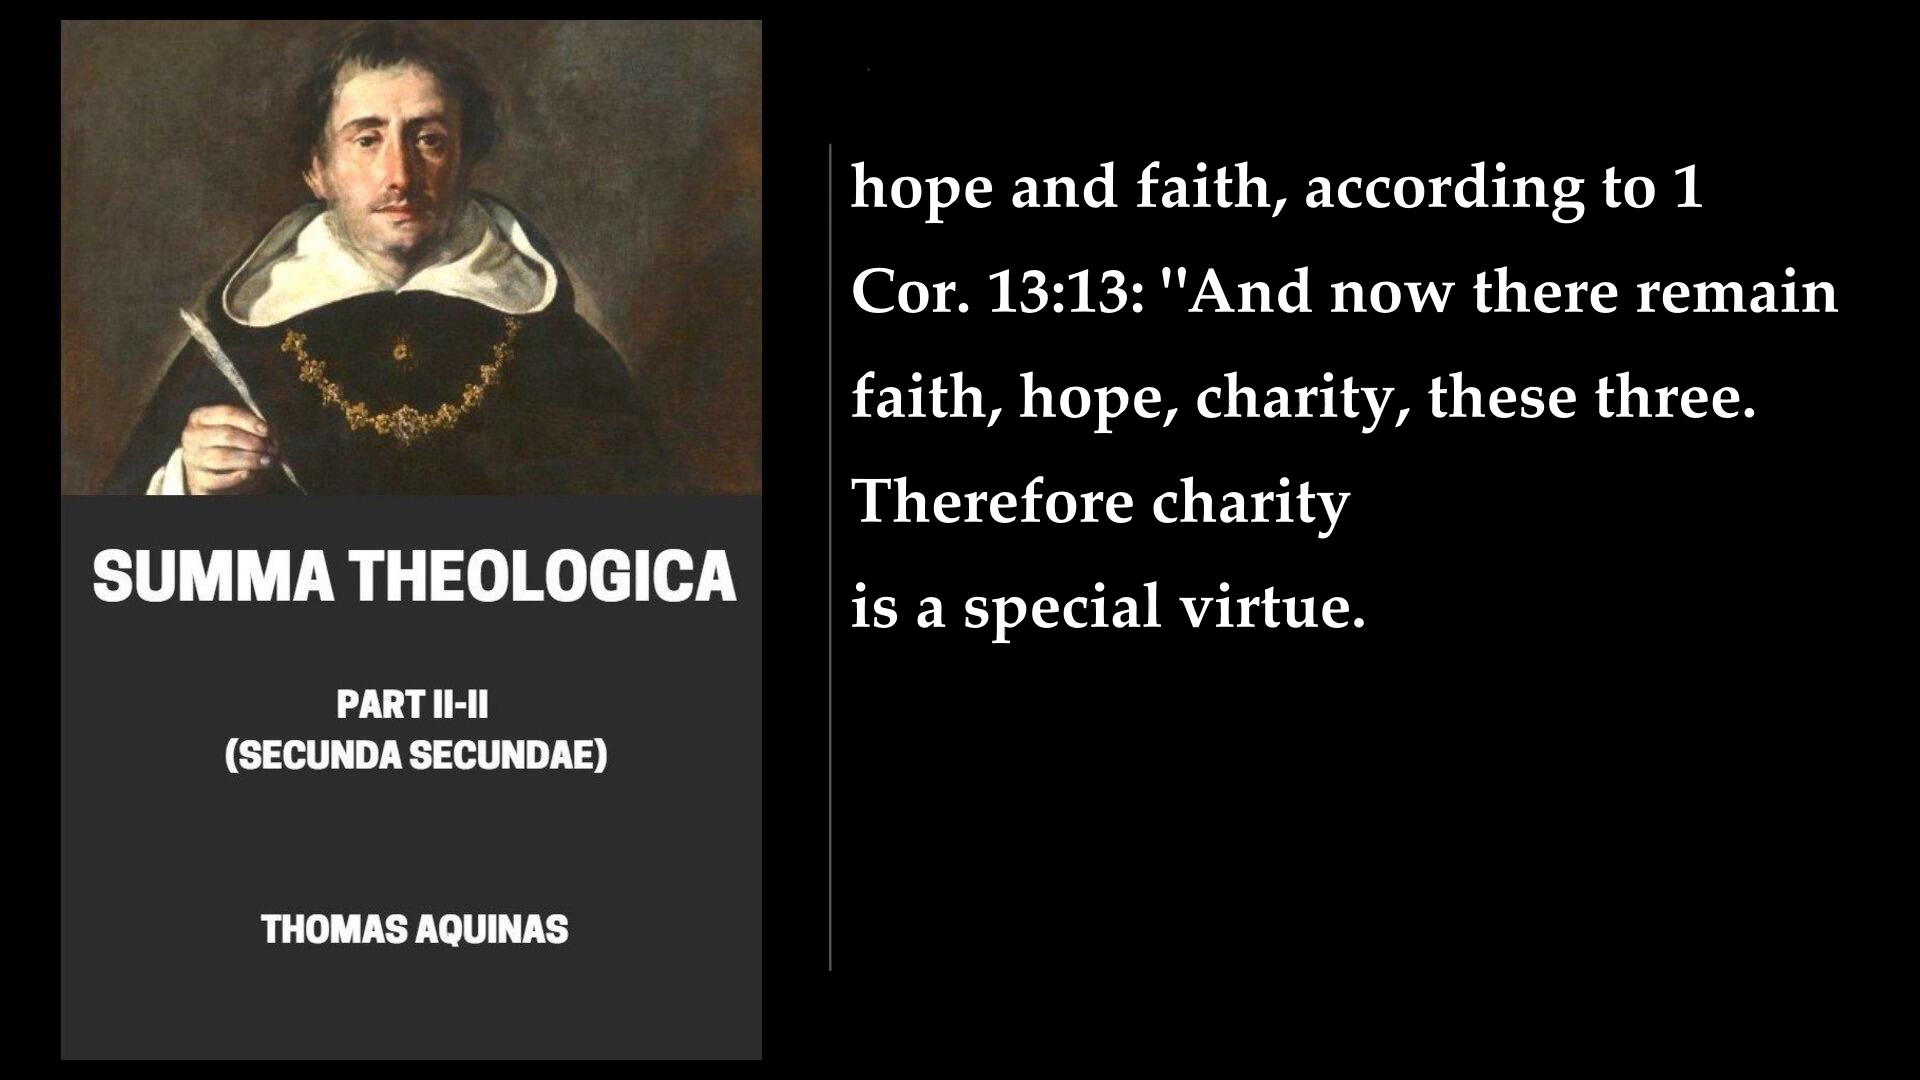 SUMMA THEOLOGICA
PART II-II
(SECUNDA SECUNDAE)
THOMAS AQUINAS
hope and faith, according to 1
Cor. 13:13: "And now there remain
faith, hope, charity, these three.
Therefore charity
is a special virtue.